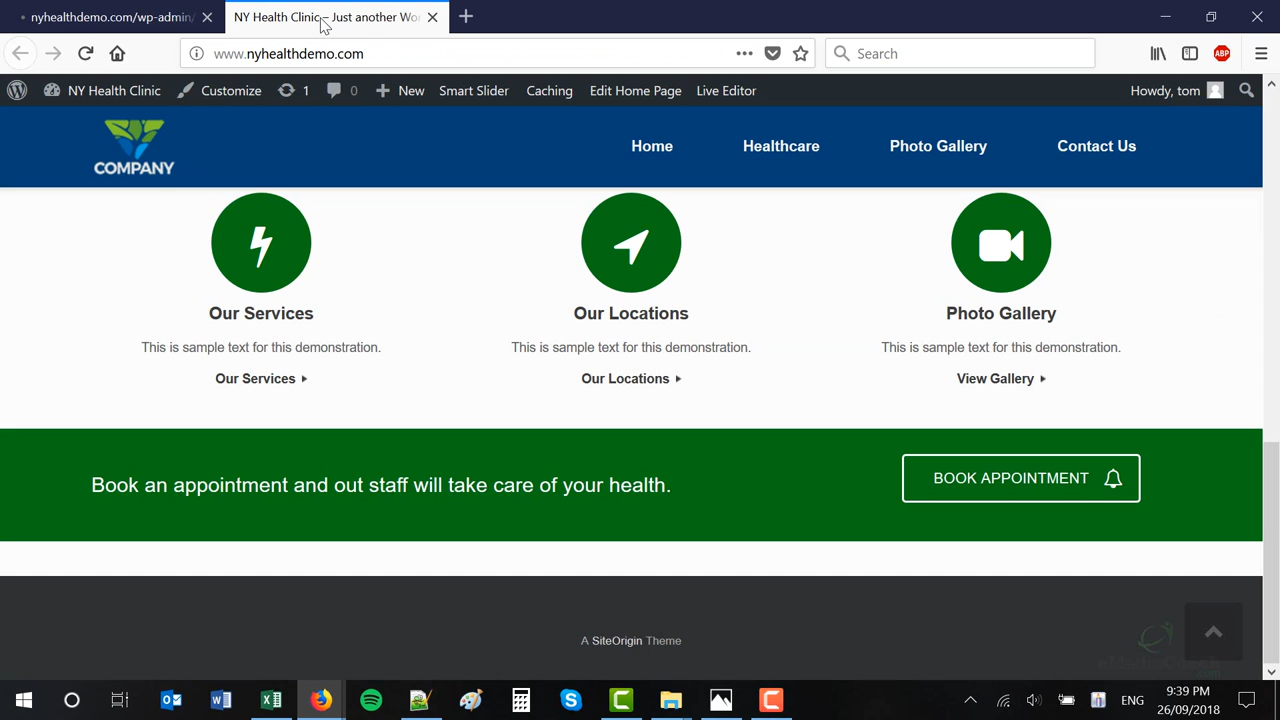 nyhealthdemo.com/wp-admin/
NY Health Clinic – Just another Wo
www.nyhealthdemo.com
Search
ABP
NY Health Clinic
Customize
1
0
New
Smart Slider
Caching
Edit Home Page
Live Editor
Howdy, tom
COMPANY
Home
Healthcare
Photo Gallery
Contact Us
Our Services
Our Locations
Photo Gallery
This is sample text for this demonstration.
This is sample text for this demonstration.
This is sample text for this demonstration.
Our Services
Our Locations
View Gallery
Book an appointment and out staff will take care of your health.
BOOK APPOINTMENT
A SiteOrigin Theme
ENG
9:39 PM
26/09/2018